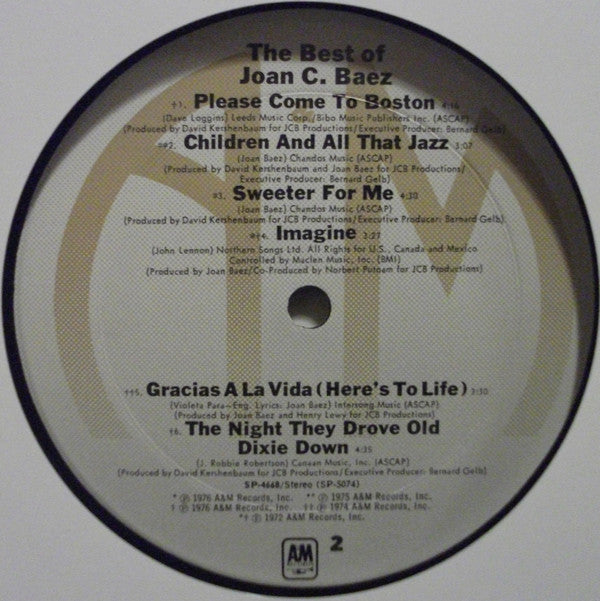 The Best of
Joan C. Baez
†1. Please Come To Boston 4:16
(Dave Loggins) Leeds Music Corp./Bibo Music Publishers Inc. (ASCAP)
(Produced by David Kershenbaum for JCB Productions/Executive Producer: Bernard Gelb)
**2. Children And All That Jazz 3:07
(Joan Baez) Chandos Music (ASCAP)
(Produced by David Kershenbaum and Joan Baez for JCB Productions/
Executive Producer: Bernard Gelb)
*3. Sweeter For Me 4:30
(Joan Baez) Chandos Music (ASCAP)
(Produced by David Kershenbaum for JCB Productions/Executive Producer: Bernard Gelb)
*†4. Imagine 3:27
(John Lennon) Northern Songs Ltd. All Rights for U.S., Canada and Mexico
Controlled by Maclen Music, Inc. (BMI)
(Produced by Joan Baez/Co-Produced by Norbert Putnam for JCB Productions)
††5. Gracias A La Vida (Here's To Life) 3:30
(Violeta Para—Eng. Lyrics: Joan Baez) Intersong Music (ASCAP)
(Produced by Joan Baez and Henry Lewy for JCB Productions)
†6. The Night They Drove Old
Dixie Down 4:35
(J. Robbie Robertson) Canaan Music, Inc. (ASCAP)
(Produced by David Kershenbaum for JCB Productions/Executive Producer: Bernard Gelb)
SP-4668/Stereo (SP-5074)
* ℗ 1976 A&M Records, Inc. ** ℗ 1975 A&M Records, Inc.
† ℗ 1976 A&M Records, Inc. †† ℗ 1974 A&M Records, Inc.
*† ℗ 1972 A&M Records, Inc.
AM 2